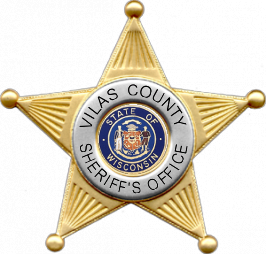 VILAS COUNTY
STATE OF
WISCONSIN
SHERIFF'S OFFICE